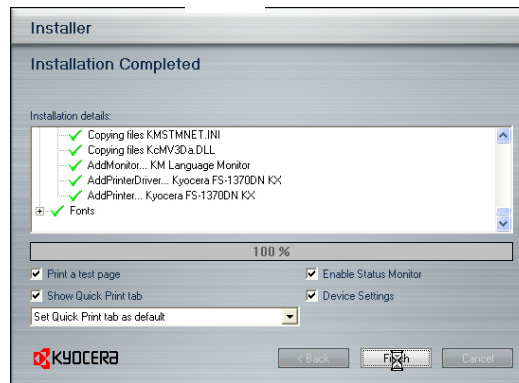 Installer
Installation Completed
Installation details:
Copying files KMSTMNET.INI
Copying files KcMV3Da.DLL
AddMonitor... KM Language Monitor
AddPrinterDriver... Kyocera FS-1370DN KX
AddPrinter... Kyocera FS-1370DN KX
Fonts
100 %
Print a test page
Enable Status Monitor
Show Quick Print tab
Device Settings
Set Quick Print tab as default
KYOCERA
< Back
Finish
Cancel